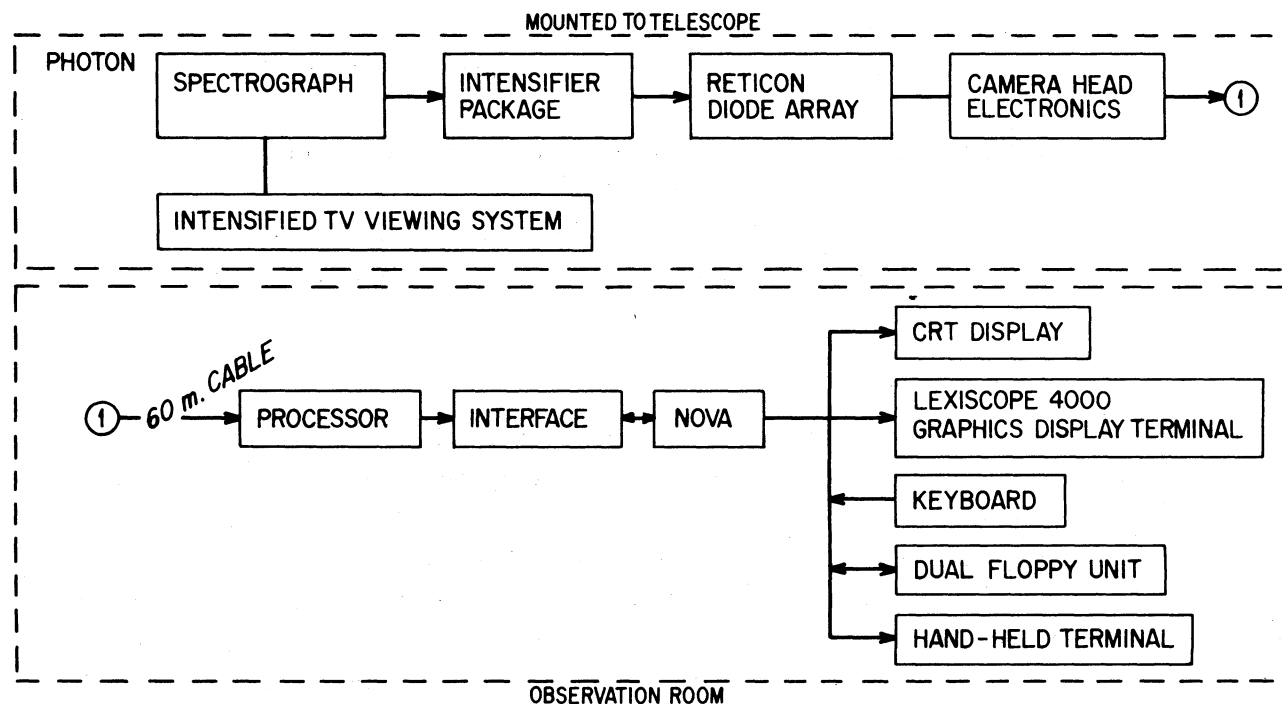 MOUNTED TO TELESCOPE
PHOTON
SPECTROGRAPH
INTENSIFIER
PACKAGE
RETICON
DIODE ARRAY
CAMERA HEAD
ELECTRONICS
1
INTENSIFIED TV VIEWING SYSTEM
1
60 m. CABLE
PROCESSOR
INTERFACE
NOVA
CRT DISPLAY
LEXISCOPE 4000
GRAPHICS DISPLAY TERMINAL
KEYBOARD
DUAL FLOPPY UNIT
HAND-HELD TERMINAL
OBSERVATION ROOM